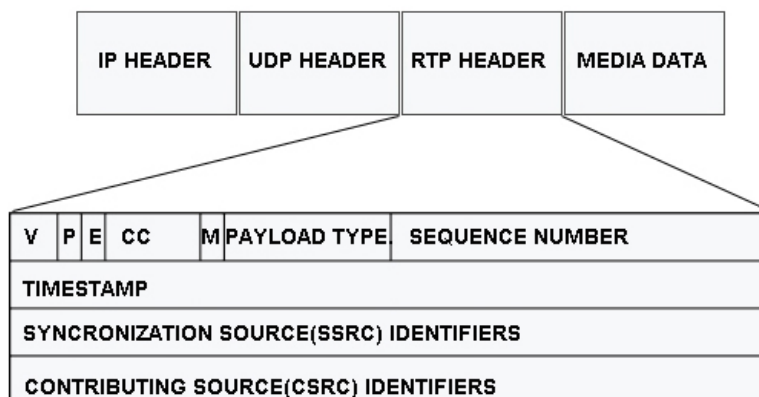 IP HEADER UDP HEADER RTP HEADER MEDIA DATA
V P E CC M PAYLOAD TYPE. SEQUENCE NUMBER
TIMESTAMP
SYNCRONIZATION SOURCE(SSRC) IDENTIFIERS
CONTRIBUTING SOURCE(CSRC) IDENTIFIERS